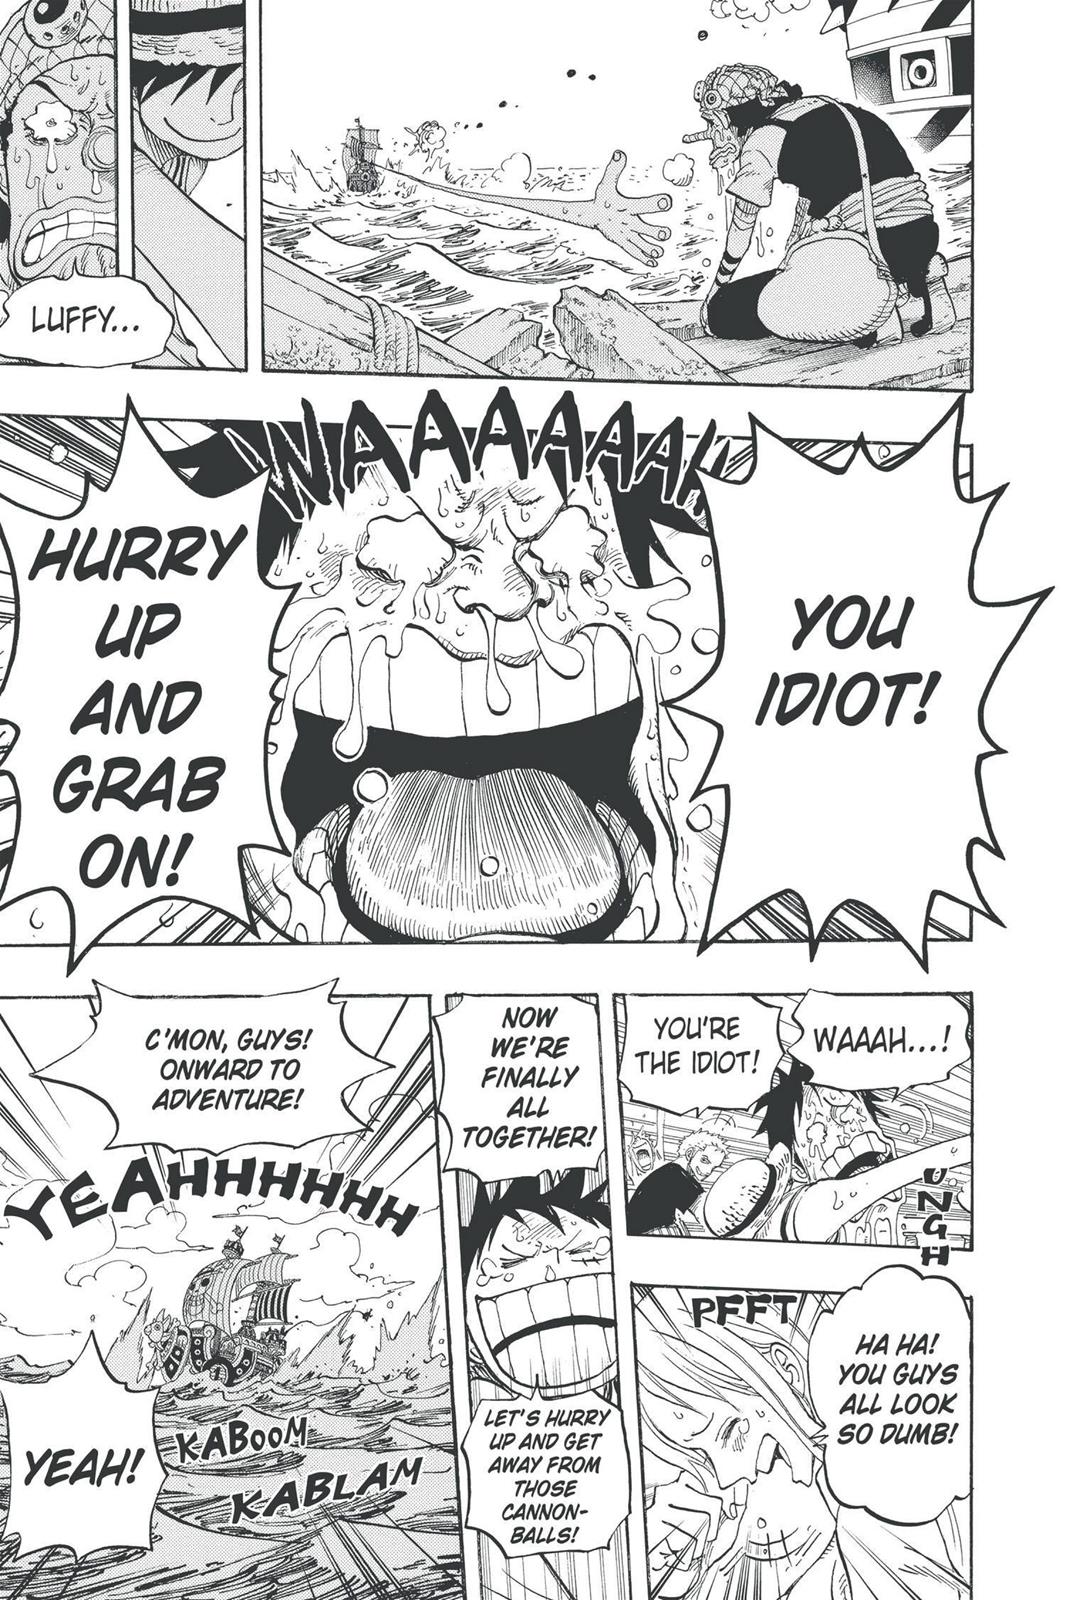 LUFFY...
WAAAAAAAH
YOU
IDIOT!
HURRY
UP
AND
GRAB
ON!
WAAAH...!
YOU'RE
THE IDIOT!
UNGH
PFFT
HA HA!
YOU GUYS
ALL LOOK
SO DUMB!
NOW
WE'RE
FINALLY
ALL
TOGETHER!
LET'S HURRY
UP AND GET
AWAY FROM
THOSE
CANNON-
BALLS!
C'MON, GUYS!
ONWARD TO
ADVENTURE!
YEAHHHHHH
YEAH!
KABOOM
KABLAM